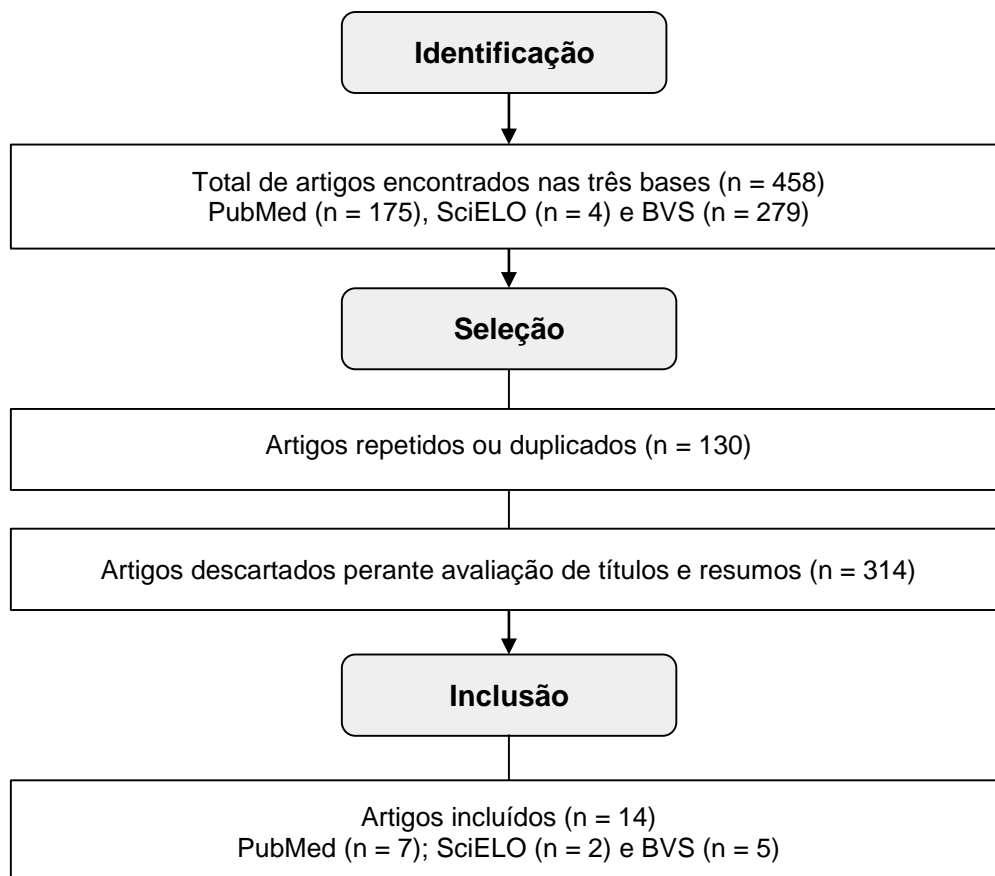 Identificação
Total de artigos encontrados nas três bases (n = 458)
PubMed (n = 175), SciELO (n = 4) e BVS (n = 279)
Seleção
Artigos repetidos ou duplicados (n = 130)
Artigos descartados perante avaliação de títulos e resumos (n = 314)
Inclusão
Artigos incluídos (n = 14)
PubMed (n = 7); SciELO (n = 2) e BVS (n = 5)